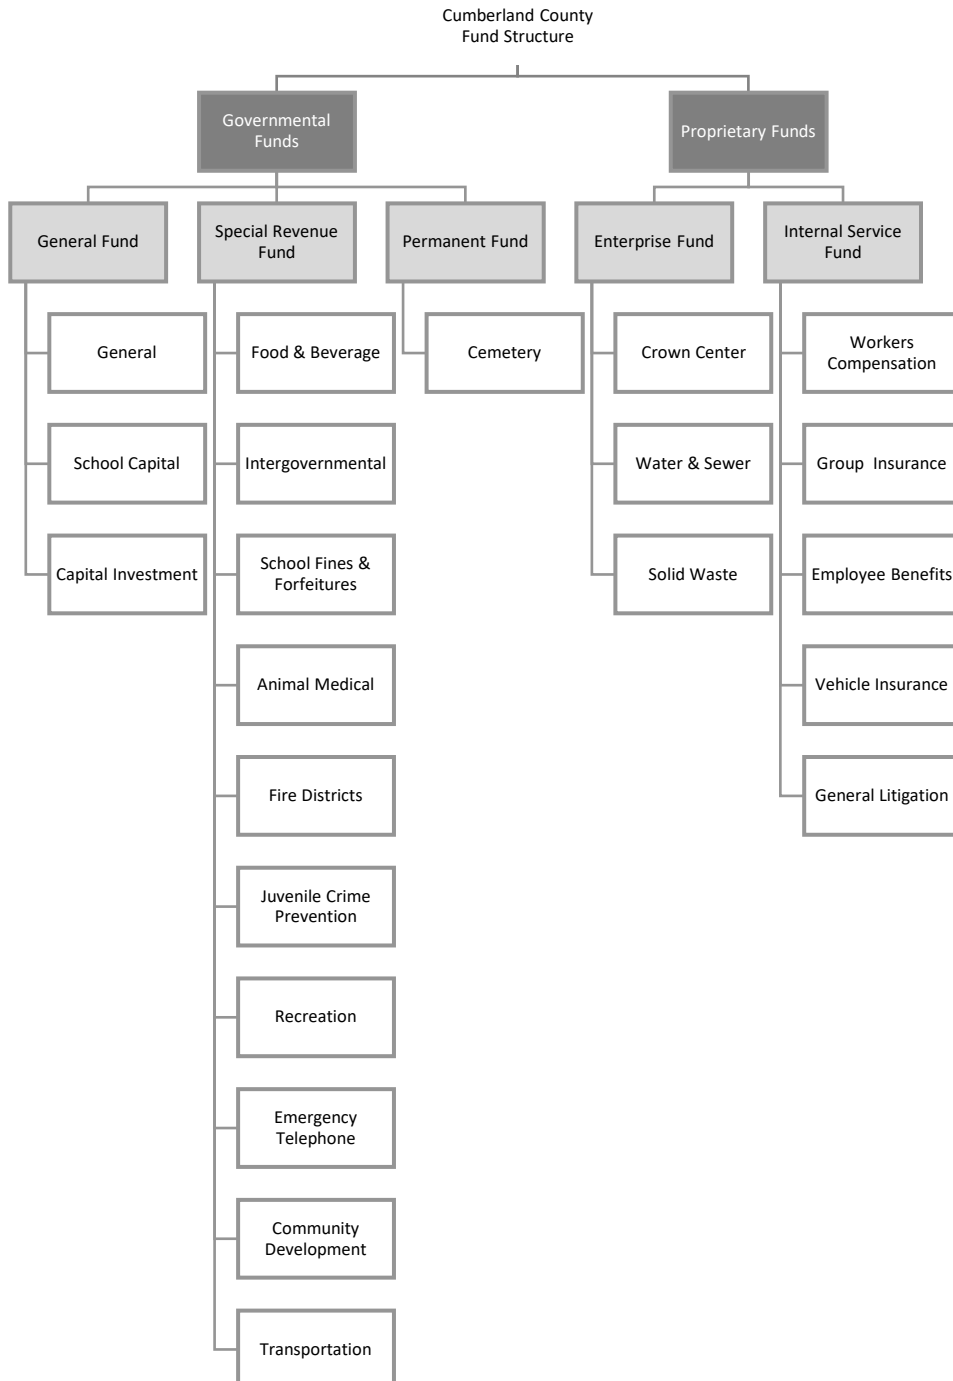 Cumberland County
Fund Structure
Governmental
Funds
Proprietary Funds
General Fund
Special Revenue
Fund
Permanent Fund
Enterprise Fund
Internal Service
Fund
General
Food & Beverage
Cemetery
Crown Center
Workers
Compensation
School Capital
Intergovernmental
Water & Sewer
Group  Insurance
Capital Investment
School Fines &
Forfeitures
Solid Waste
Employee Benefits
Animal Medical
Vehicle Insurance
Fire Districts
General Litigation
Juvenile Crime
Prevention
Recreation
Emergency
Telephone
Community
Development
Transportation